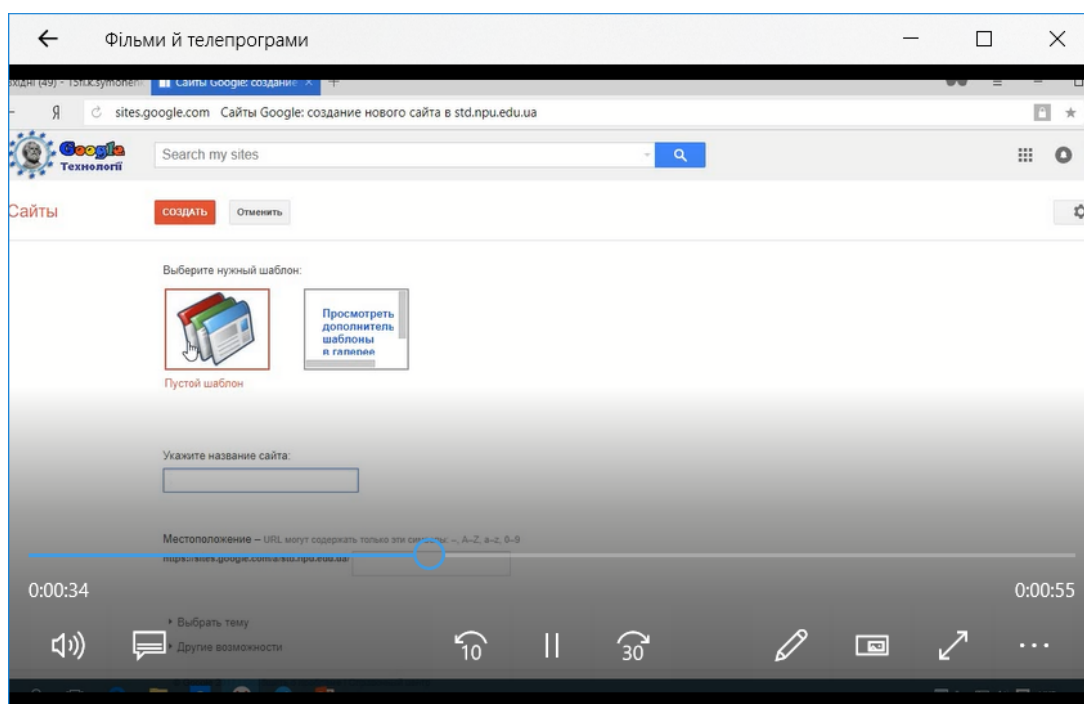 Фільми й телепрограми
Сайты Google: создание
sites.google.com Сайты Google: создание нового сайта в std.npu.edu.ua
Google
Технології
Search my sites
Сайты
СОЗДАТЬ
Отменить
Выберите нужный шаблон:
Просмотреть
дополнитель
шаблоны
в галерее
Пустой шаблон
Укажите название сайта:
Местоположение – URL могут содержать только эти символы: –, A–Z, a–z, 0–9
https://sites.google.com/a/std.npu.edu.ua/
0:00:34
0:00:55
Выбрать тему
Другие возможности
10
30